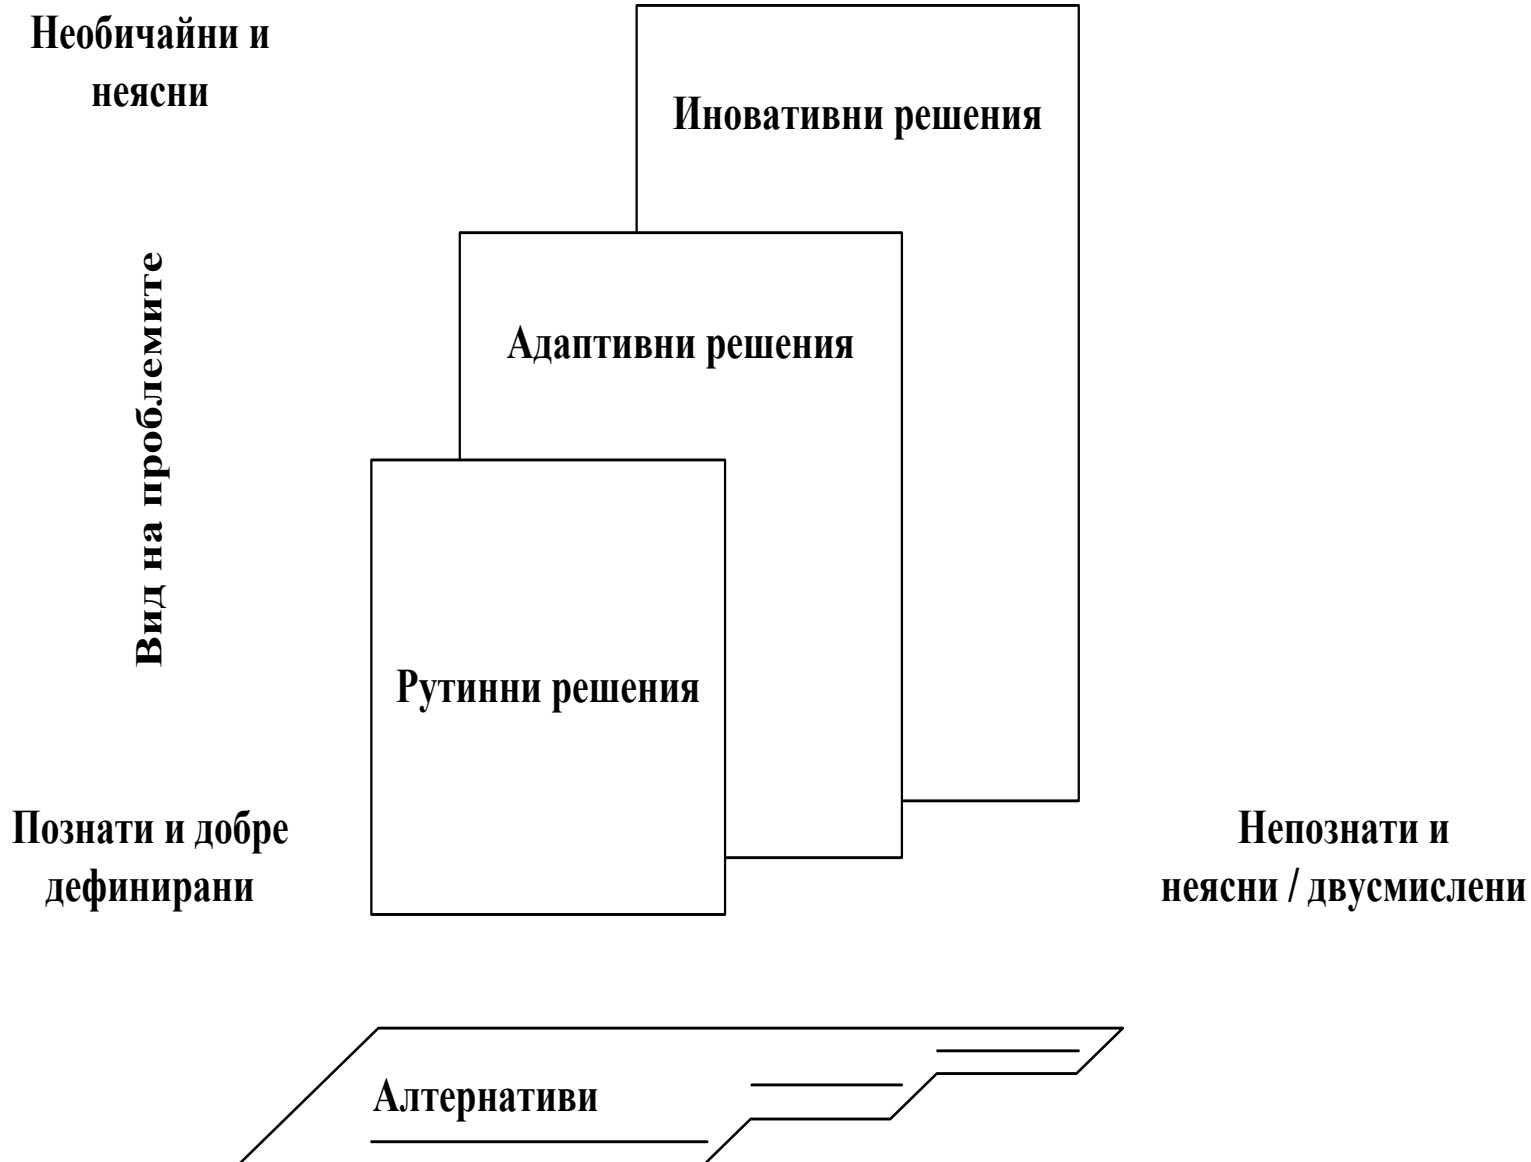 Необичайни и
неясни
Иновативни решения
Адаптивни решения
Вид на проблемите
Рутинни решения
Познати и добре
дефинирани
Непознати и
неясни / двусмислени
Алтернативи